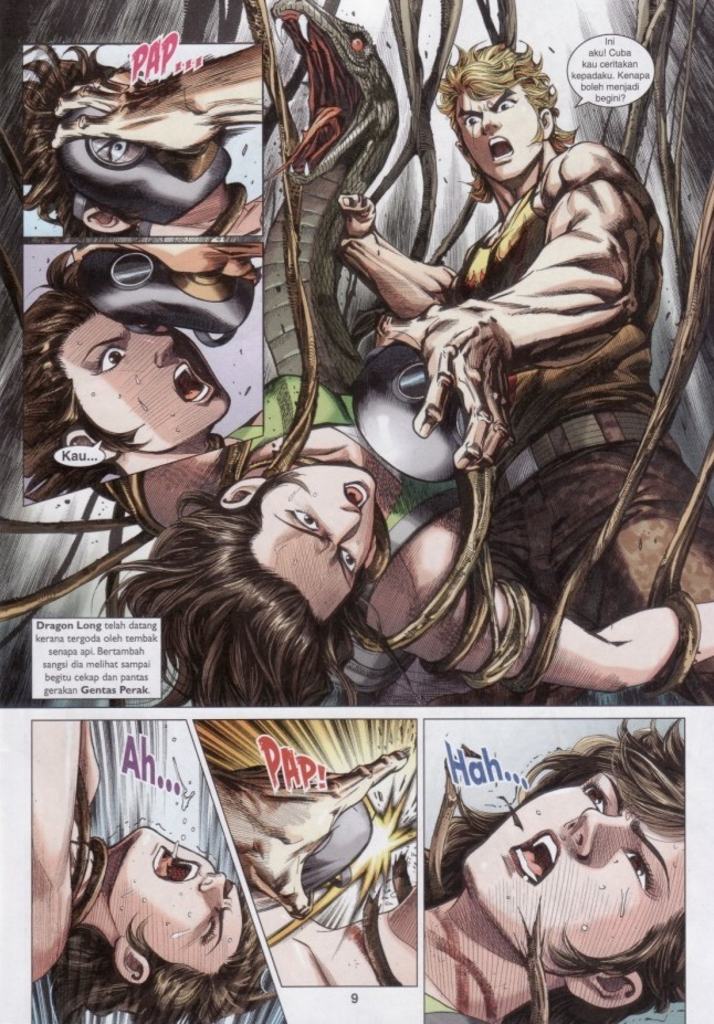 PAP...
Ini
aku! Cuba
kau ceritakan
kepadaku. Kenapa
boleh menjadi
begini?
Kau...
Dragon Long telah datang
kerana tergoda oleh tembak
senapa api. Bertambah
sangsi dia melihat sampai
begitu cekap dan pantas
gerakan Gentas Perak.
Ah...
PAP!
Hah...
9